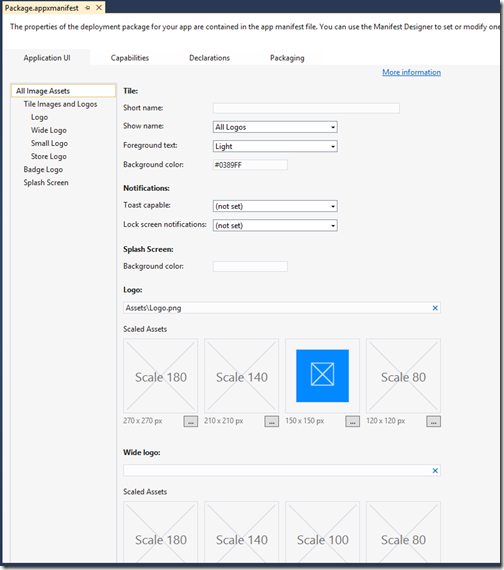 Package.appxmanifest
The properties of the deployment package for your app are contained in the app manifest file. You can use the Manifest Designer to set or modify one
Application UI Capabilities Declarations Packaging
More information
All Image Assets
Tile Images and Logos
Logo
Wide Logo
Small Logo
Store Logo
Badge Logo
Splash Screen
Tile:
Short name:
Show name: All Logos
Foreground text: Light
Background color: #0389FF
Notifications:
Toast capable: (not set)
Lock screen notifications: (not set)
Splash Screen:
Background color:
Logo:
Assets\Logo.png
Scaled Assets
Scale 180 Scale 140 Scale 80
270 x 270 px ... 210 x 210 px ... 150 x 150 px ... 120 x 120 px ...
Wide logo:
Scaled Assets
Scale 180 Scale 140 Scale 100 Scale 80